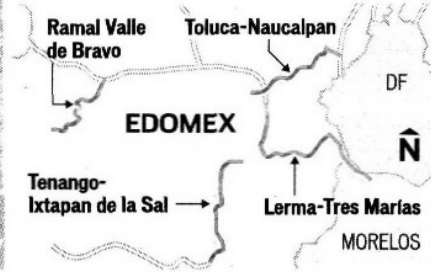 Ramal Valle
de Bravo
Toluca-Naucalpan
DF
EDOMEX
N
Tenango-
Ixtapan de la Sal
Lerma-Tres Marías
MORELOS